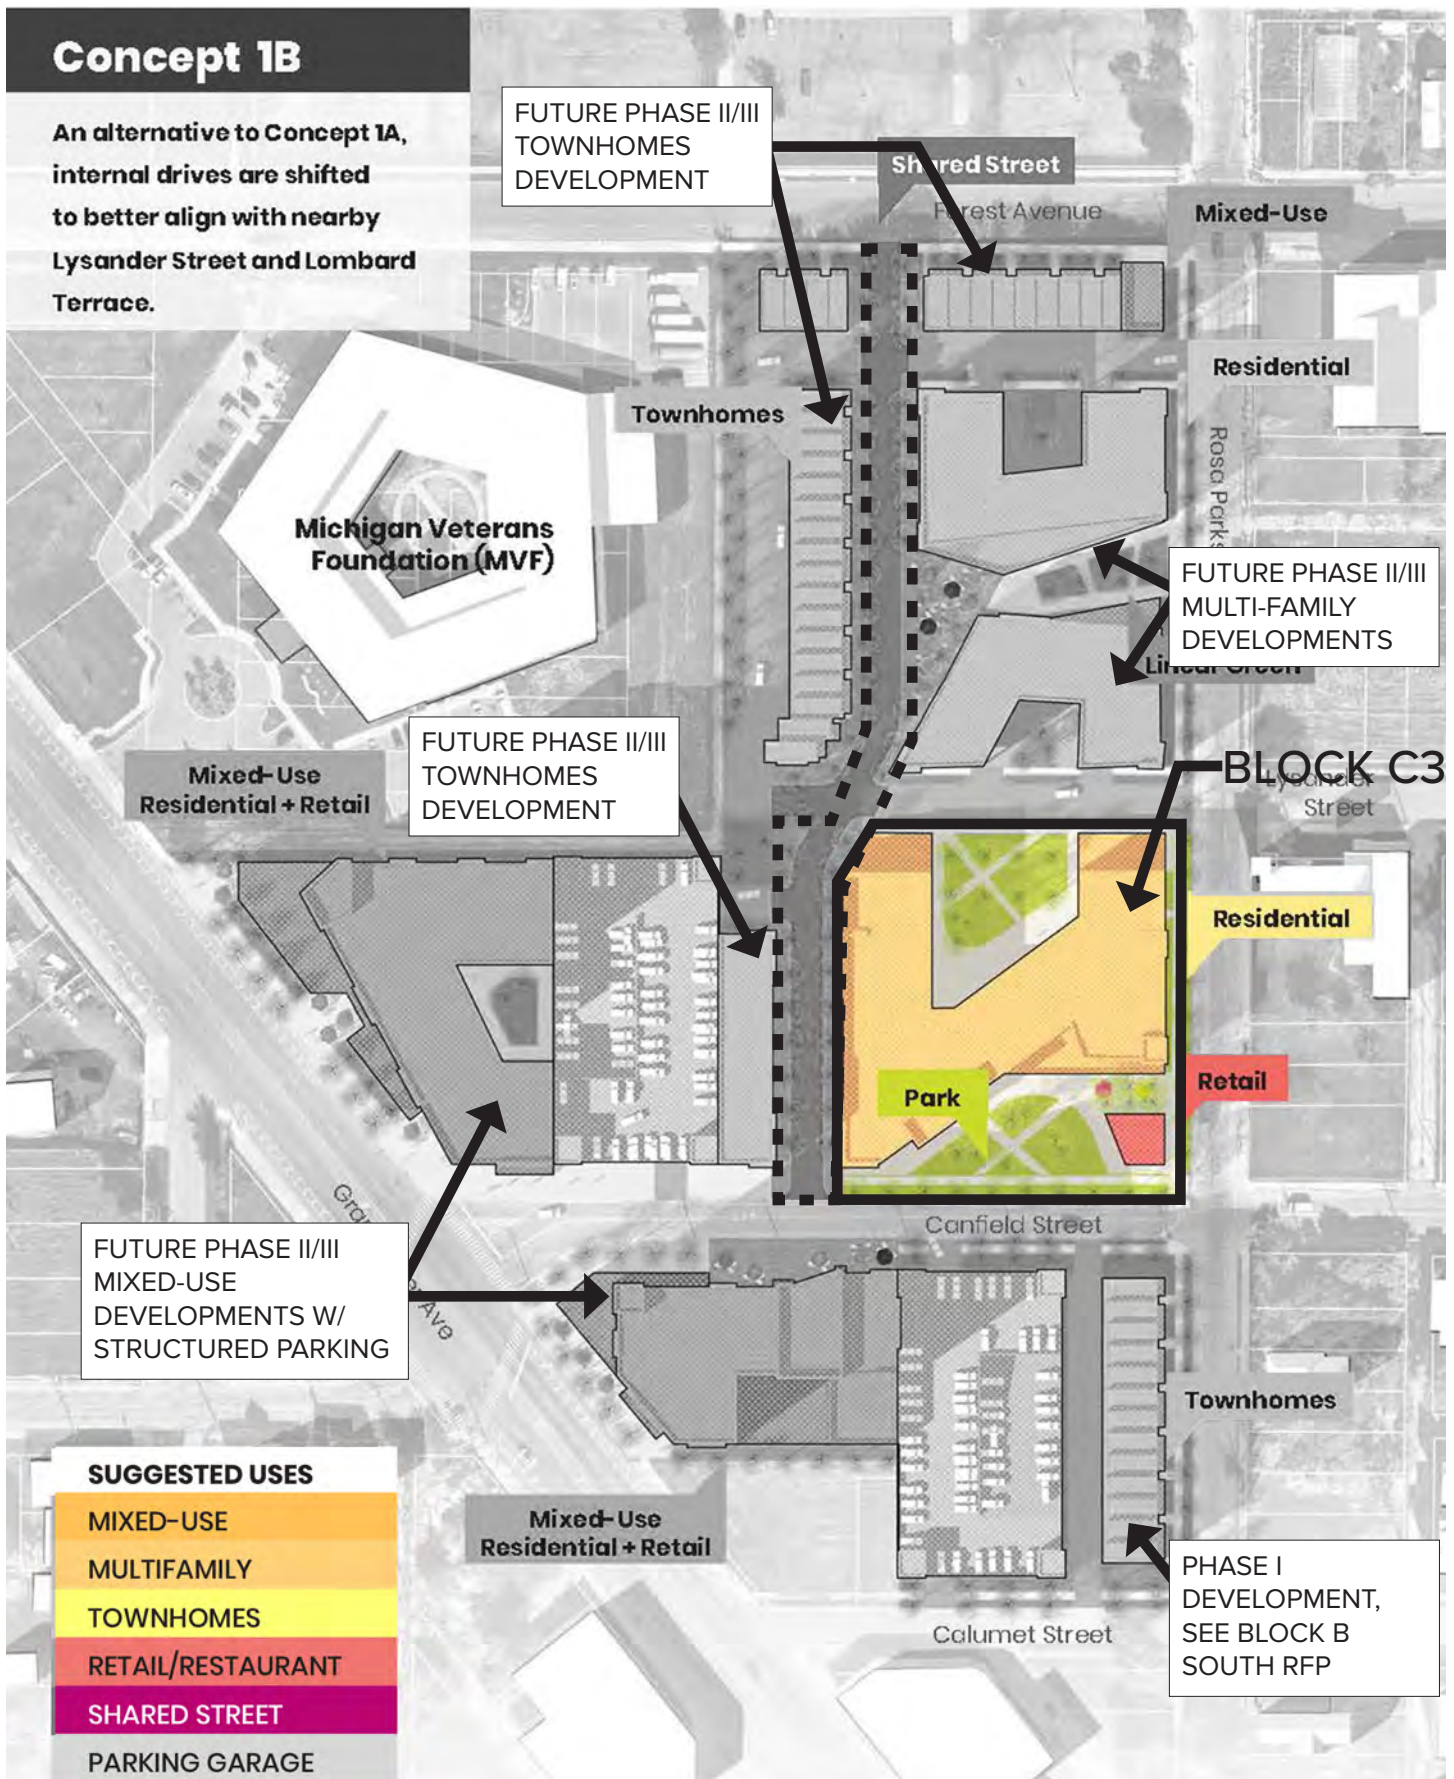 Concept 1B
An alternative to Concept 1A,
internal drives are shifted
to better align with nearby
Lysander Street and Lombard
Terrace.
FUTURE PHASE II/III
TOWNHOMES
DEVELOPMENT
Shared Street
Forest Avenue
Mixed-Use
Residential
Townhomes
Rosa Parks
Michigan Veterans
Foundation (MVF)
FUTURE PHASE II/III
MULTI-FAMILY
DEVELOPMENTS
Linear Green
FUTURE PHASE II/III
TOWNHOMES
DEVELOPMENT
Mixed-Use
Residential + Retail
BLOCK C3
Lysander
Street
Residential
Park
Retail
Canfield Street
Ave
FUTURE PHASE II/III
MIXED-USE
DEVELOPMENTS W/
STRUCTURED PARKING
Townhomes
SUGGESTED USES
MIXED-USE
MULTIFAMILY
TOWNHOMES
RETAIL/RESTAURANT
SHARED STREET
PARKING GARAGE
Mixed-Use
Residential + Retail
PHASE I
DEVELOPMENT,
SEE BLOCK B
SOUTH RFP
Calumet Street